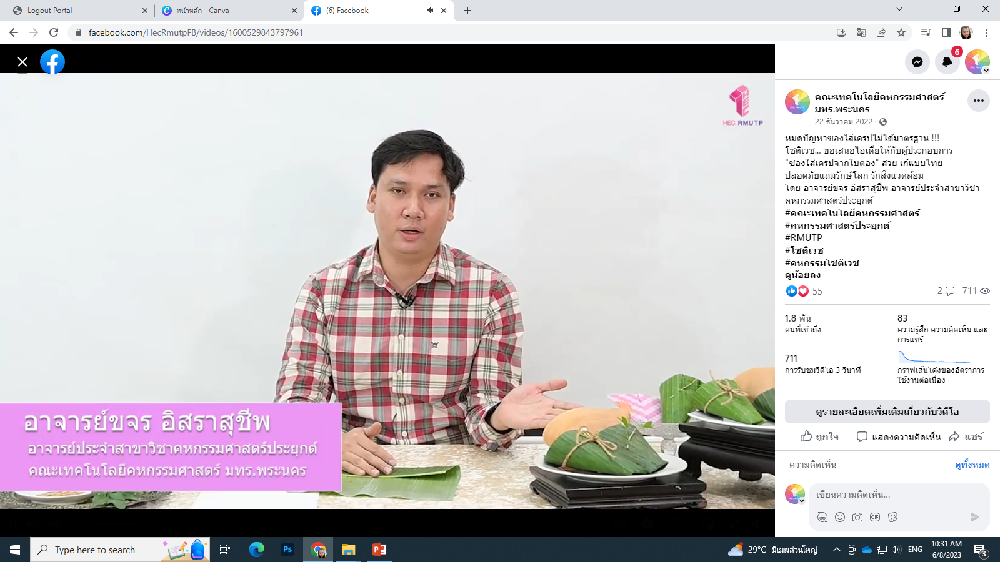 Logout Portal
หน้าหลัก - Canva
(6) Facebook
facebook.com/HecRmutpFB/videos/1600529843797961
6
HEC. RMUTP
คณะเทคโนโลยีคหกรรมศาสตร์
มทร.พระนคร
22 ธันวาคม 2022
หมดปัญหาซองใส่เครปไม่ได้มาตรฐาน !!!
โชติเวช... ขอเสนอไอเดียให้กับผู้ประกอบการ
"ซองใส่เครปจากใบตอง" สวย เก๋แบบไทย
ปลอดภัยแถมรักษ์โลก รักสิ่งแวดล้อม
โดย อาจารย์ขจร อิสราสุชีพ อาจารย์ประจำสาขาวิชา
คหกรรมศาสตร์ประยุกต์
#คณะเทคโนโลยีคหกรรมศาสตร์
#คหกรรมศาสตร์ประยุกต์
#RMUTP
#โชติเวช
#คหกรรมโชติเวช
ดูน้อยลง
55
2 711
1.8 พัน
คนที่เข้าถึง
83
ความรู้สึก ความคิดเห็น และ
การแชร์
711
การรับชมวิดีโอ 3 วินาที
กราฟเส้นโค้งของอัตราการ
ใช้งานต่อเนื่อง
ดูรายละเอียดเพิ่มเติมเกี่ยวกับวิดีโอ
ถูกใจ แสดงความคิดเห็น แชร์
ความคิดเห็น ดูทั้งหมด
เขียนความคิดเห็น...
GIF
อาจารย์ขจร อิสราสุชีพ
อาจารย์ประจำสาขาวิชาคหกรรมศาสตร์ประยุกต์
คณะเทคโนโลยีคหกรรมศาสตร์ มทร.พระนคร
Type here to search
Ps
29°C มีเมฆส่วนใหญ่
ENG
10:31 AM
6/8/2023
3